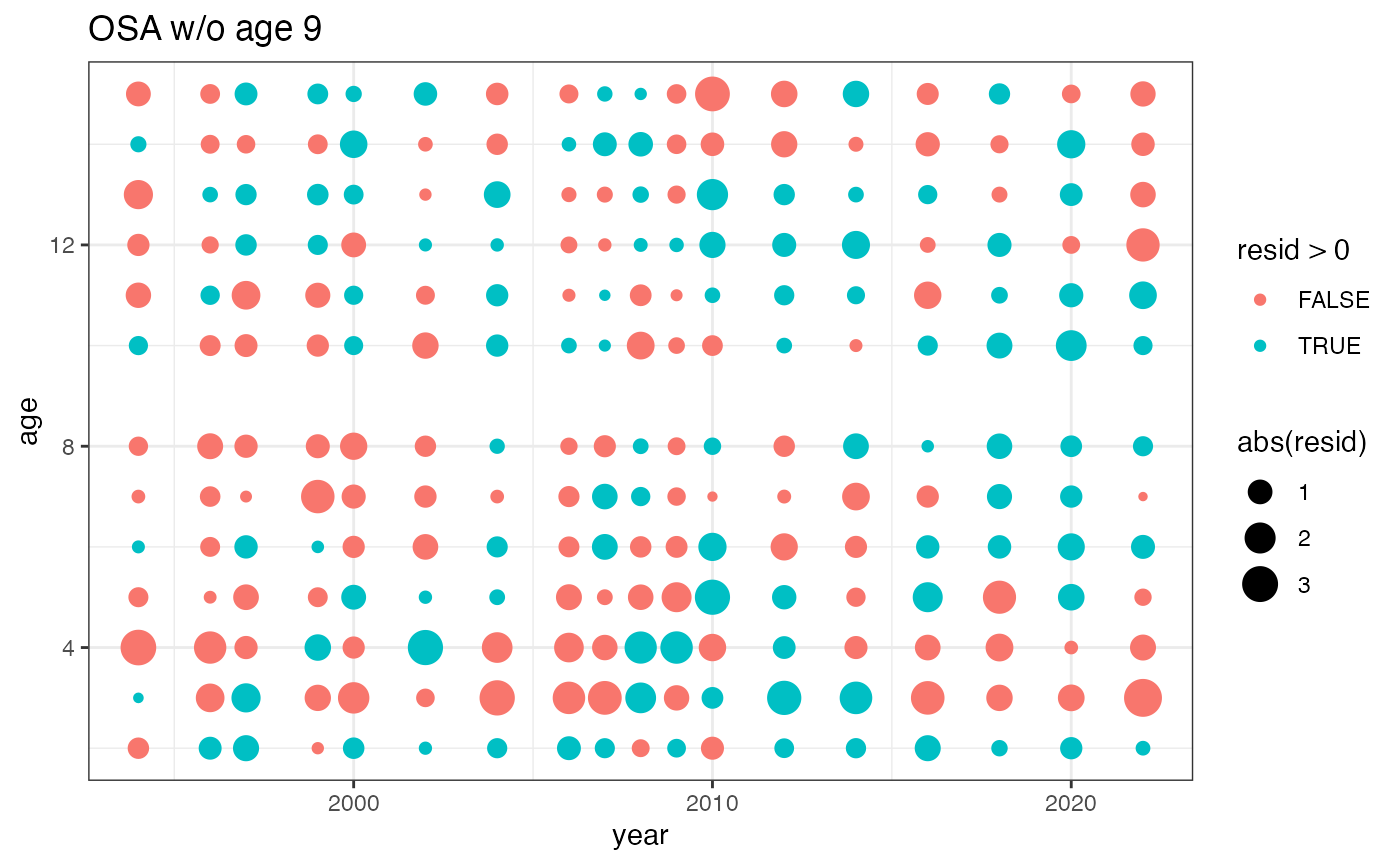 OSA w/o age 9
12
8
4
age
2000
2010
2020
year
resid > 0
FALSE
TRUE
abs(resid)
1
2
3